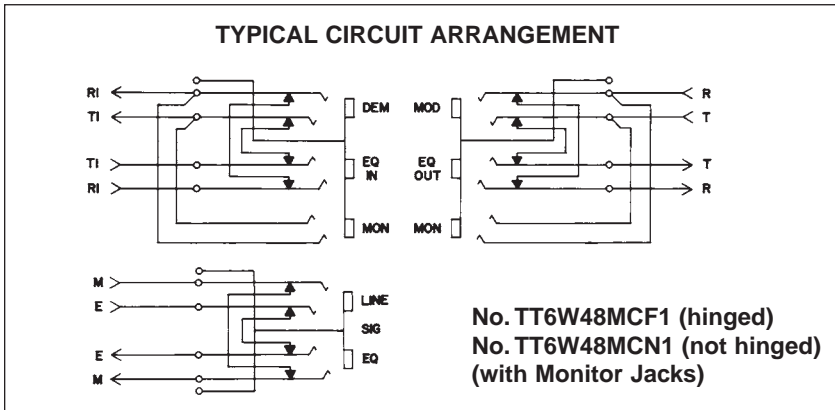 TYPICAL CIRCUIT ARRANGEMENT
RI
TI
TI
RI
DEM
EQ
IN
MON
MOD
EQ
OUT
MON
R
T
T
R
M
E
E
M
LINE
SIG
EQ
No. TT6W48MCF1 (hinged)
No. TT6W48MCN1 (not hinged)
(with Monitor Jacks)